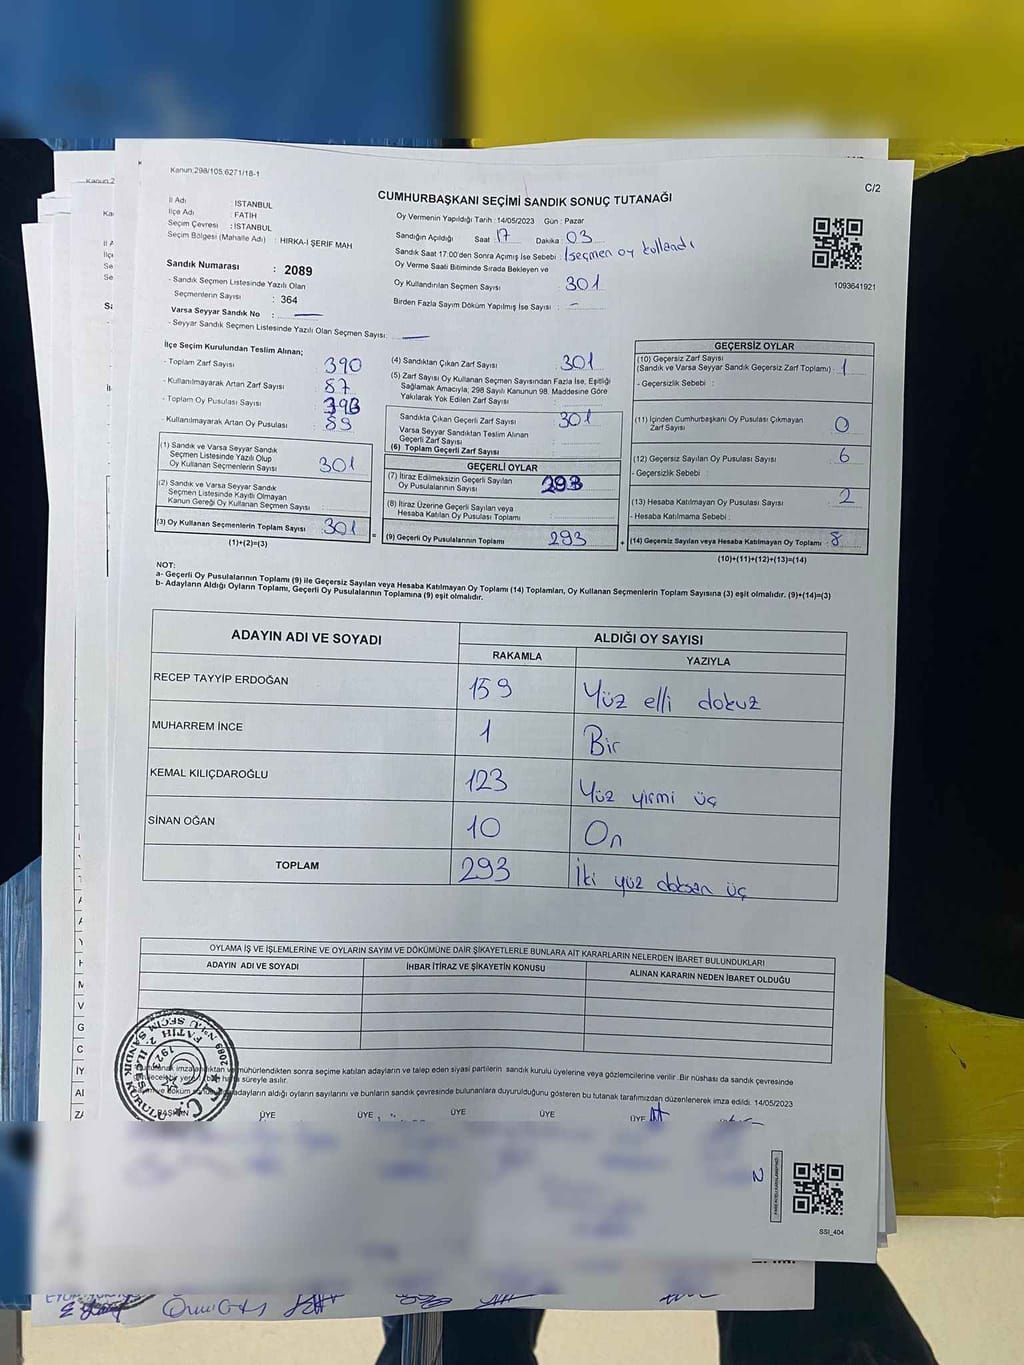 Kanun.298/105.6271/18-1
C/2
CUMHURBAŞKANI SEÇİMİ SANDIK SONUÇ TUTANAĞI
İl Adı : İSTANBUL
İlçe Adı : FATİH
Seçim Çevresi : İSTANBUL
Seçim Bölgesi (Mahalle Adı) : HIRKA-İ ŞERİF MAH
Sandık Numarası : 2089
- Sandık Seçmen Listesinde Yazılı Olan
Seçmenlerin Sayısı : 364
Varsa Seyyar Sandık No : —
- Seyyar Sandık Seçmen Listesinde Yazılı Olan Seçmen Sayısı: —
Oy Vermenin Yapıldığı Tarih : 14/05/2023 Gün : Pazar
Sandığın Açıldığı Saat 17 Dakika : 03
Sandık Saat 17:00'den Sonra Açımış İse Sebebi : 1 seçmen oy kullandı
Oy Verme Saati Bitiminde Sırada Bekleyen ve
Oy Kullandırılan Seçmen Sayısı : 301
Birden Fazla Sayım Döküm Yapılmış İse Sayısı : –
1093641921
İlçe Seçim Kurulundan Teslim Alınan;
- Toplam Zarf Sayısı : 390
- Kullanılmayarak Artan Zarf Sayısı : 87
- Toplam Oy Pusulası Sayısı :
- Kullanılmayarak Artan Oy Pusulası : 89
(1) Sandık ve Varsa Seyyar Sandık
Seçmen Listesinde Yazılı Olup
Oy Kullanan Seçmenlerin Sayısı : 301
(2) Sandık ve Varsa Seyyar Sandık
Seçmen Listesinde Kayıtlı Olmayan
Kanun Gereği Oy Kullanan Seçmen Sayısı :
(3) Oy Kullanan Seçmenlerin Toplam Sayısı : 301
(1)+(2)=(3)
(4) Sandıktan Çıkan Zarf Sayısı : 301
(5) Zarf Sayısı Oy Kullanan Seçmen Sayısından Fazla İse, Eşitliği
Sağlamak Amacıyla, 298 Sayılı Kanunun 98. Maddesine Göre
Yakılarak Yok Edilen Zarf Sayısı :
Sandıkta Çıkan Geçerli Zarf Sayısı : 301
Varsa Seyyar Sandıktan Teslim Alınan
Geçerli Zarf Sayısı :
(6) Toplam Geçerli Zarf Sayısı :
GEÇERLİ OYLAR
(7) İtiraz Edilmeksizin Geçerli Sayılan
Oy Pusulalarının Sayısı : 293
(8) İtiraz Üzerine Geçerli Sayılan veya
Hesaba Katılan Oy Pusulası Toplamı :
= (9) Geçerli Oy Pusulalarının Toplamı : 293
GEÇERSİZ OYLAR
(10) Geçersiz Zarf Sayısı
(Sandık ve Varsa Seyyar Sandık Geçersiz Zarf Toplamı) : 1
- Geçersizlik Sebebi :
(11) İçinden Cumhurbaşkanı Oy Pusulası Çıkmayan
Zarf Sayısı : 0
(12) Geçersiz Sayılan Oy Pusulası Sayısı : 6
- Geçersizlik Sebebi :
(13) Hesaba Katılmayan Oy Pusulası Sayısı : 2
- Hesaba Katılmama Sebebi :
+ (14) Geçersiz Sayılan veya Hesaba Katılmayan Oy Toplamı : 8
(10)+(11)+(12)+(13)=(14)
NOT:
a- Geçerli Oy Pusulalarının Toplamı (9) ile Geçersiz Sayılan veya Hesaba Katılmayan Oy Toplamı (14) Toplamları, Oy Kullanan Seçmenlerin Toplam Sayısına (3) eşit olmalıdır. (9)+(14)=(3)
b- Adayların Aldığı Oyların Toplamı, Geçerli Oy Pusulalarının Toplamına (9) eşit olmalıdır.
ADAYIN ADI VE SOYADI ALDIĞI OY SAYISI
RAKAMLA YAZIYLA
RECEP TAYYİP ERDOĞAN 159 Yüz elli dokuz
MUHARREM İNCE 1 Bir
KEMAL KILIÇDAROĞLU 123 Yüz yirmi üç
SİNAN OĞAN 10 On
TOPLAM 293 İki yüz doksan üç
OYLAMA İŞ VE İŞLEMLERİNE VE OYLARIN SAYIM VE DÖKÜMÜNE DAİR ŞİKAYETLERLE BUNLARA AİT KARARLARIN NELERDEN İBARET BULUNDUKLARI
ADAYIN ADI VE SOYADI İHBAR İTİRAZ VE ŞİKAYETİN KONUSU ALINAN KARARIN NEDEN İBARET OLDUĞU
mühürlendikten sonra seçime katılan adayların ve talep eden siyasi partilerin sandık kurulu üyelerine veya gözlemcilerine verilir .Bir nüshası da sandık çevresinde
süreyle asılır.
adayların aldığı oyların sayılarını ve bunların sandık çevresinde bulunanlara duyurulduğunu gösteren bu tutanak tarafımızdan düzenlenerek imza edildi. 14/05/2023
T.C.
FATİH 2. İLÇE SEÇİM
2089 NOLU SANDIK KURULU
BAŞKAN ÜYE ÜYE ÜYE ÜYE ÜYE
N
SSI_404